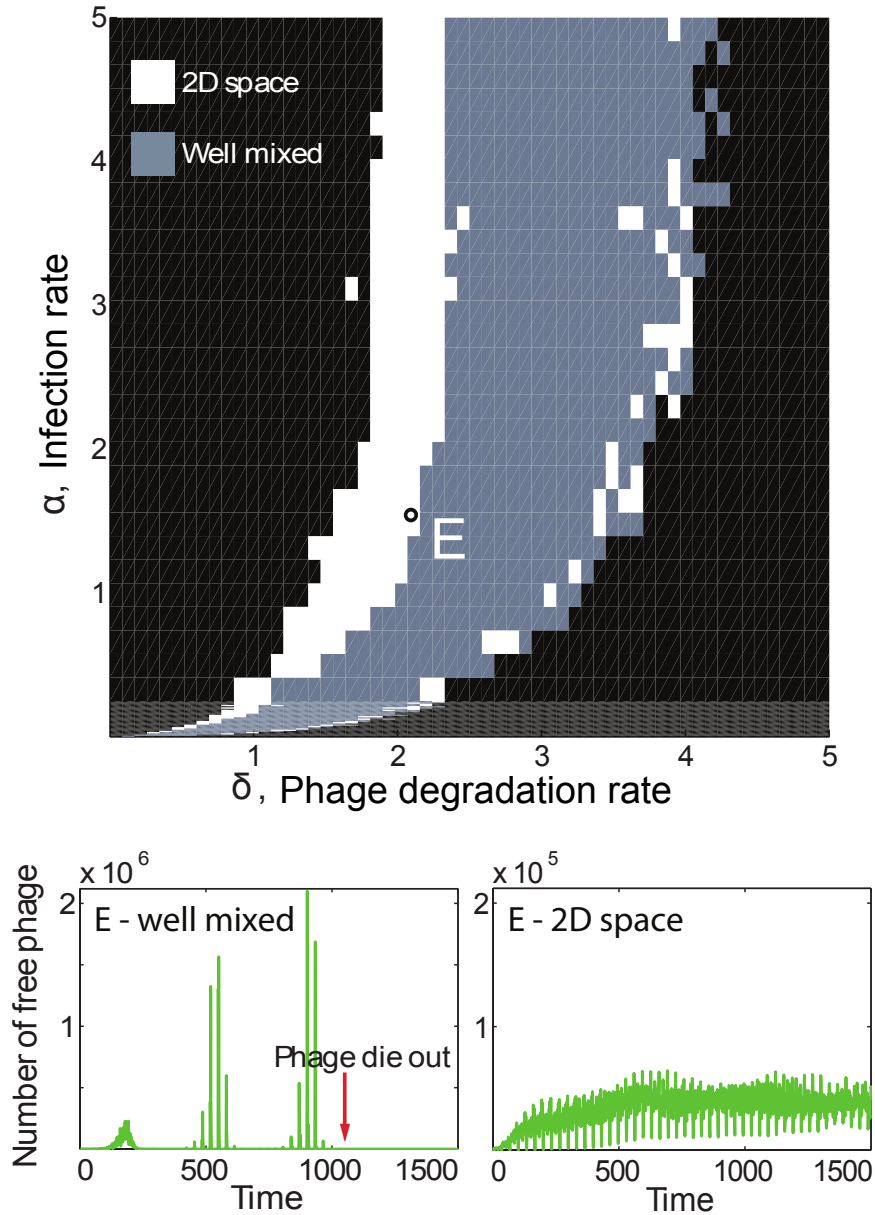 5
2D space
Well mixed
4
3
2
1
E
α, Infection rate
1 2 3 4 5
δ, Phage degradation rate
x 10^6
2
1
E - well mixed
Phage die out
Number of free phage
0 500 1000 1500
Time
x 10^5
2
1
E - 2D space
0 500 1000 1500
Time